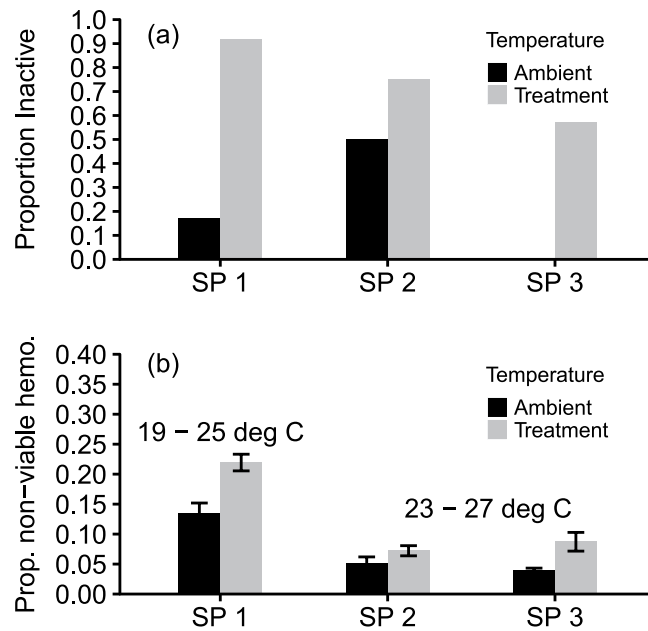 Proportion Inactive
1.0
0.9
0.8
0.7
0.6
0.5
0.4
0.3
0.2
0.1
0.0
(a)
Temperature
Ambient
Treatment
SP 1 SP 2 SP 3
Prop. non-viable hemo.
0.40
0.35
0.30
0.25
0.20
0.15
0.10
0.05
0.00
(b)
Temperature
Ambient
Treatment
19 − 25 deg C
23 − 27 deg C
SP 1 SP 2 SP 3